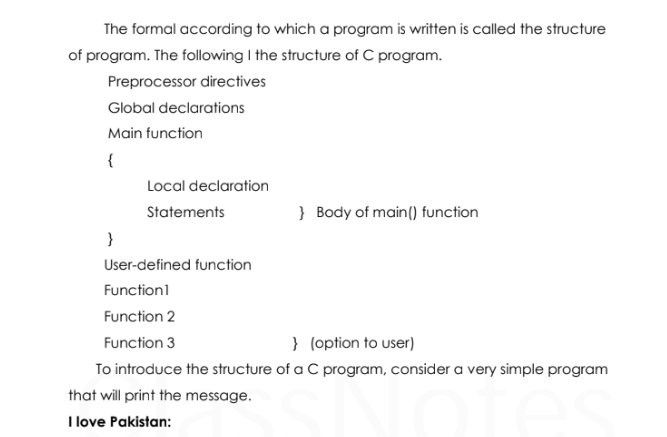 The formal according to which a program is written is called the structure
of program. The following I the structure of C program.
Preprocessor directives
Global declarations
Main function
{
Local declaration
Statements } Body of main() function
}
User-defined function
Function1
Function 2
Function 3 } (option to user)
To introduce the structure of a C program, consider a very simple program
that will print the message.
I love Pakistan:
ClassNotes